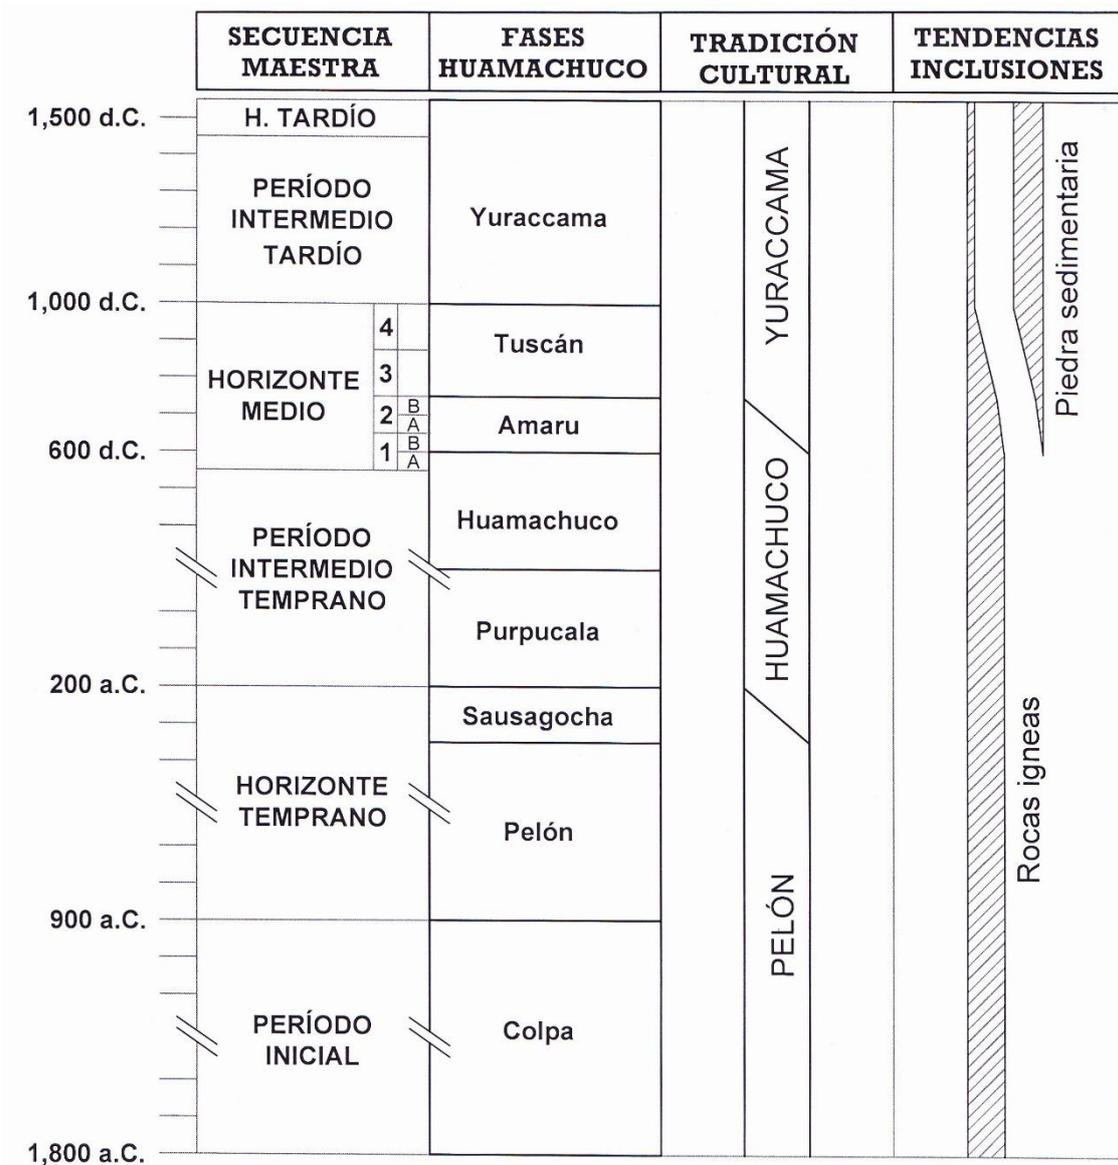 SECUENCIA
MAESTRA
FASES
HUAMACHUCO
TRADICIÓN
CULTURAL
TENDENCIAS
INCLUSIONES
1,500 d.C.
1,000 d.C.
600 d.C.
200 a.C.
900 a.C.
1,800 a.C.
H. TARDÍO
PERÍODO
INTERMEDIO
TARDÍO
HORIZONTE
MEDIO
4
3
2
B
A
1
B
A
PERÍODO
INTERMEDIO
TEMPRANO
HORIZONTE
TEMPRANO
PERÍODO
INICIAL
Yuraccama
Tuscán
Amaru
Huamachuco
Purpucala
Sausagocha
Pelón
Colpa
YURACCAMA
HUAMACHUCO
PELÓN
Piedra sedimentaria
Rocas igneas